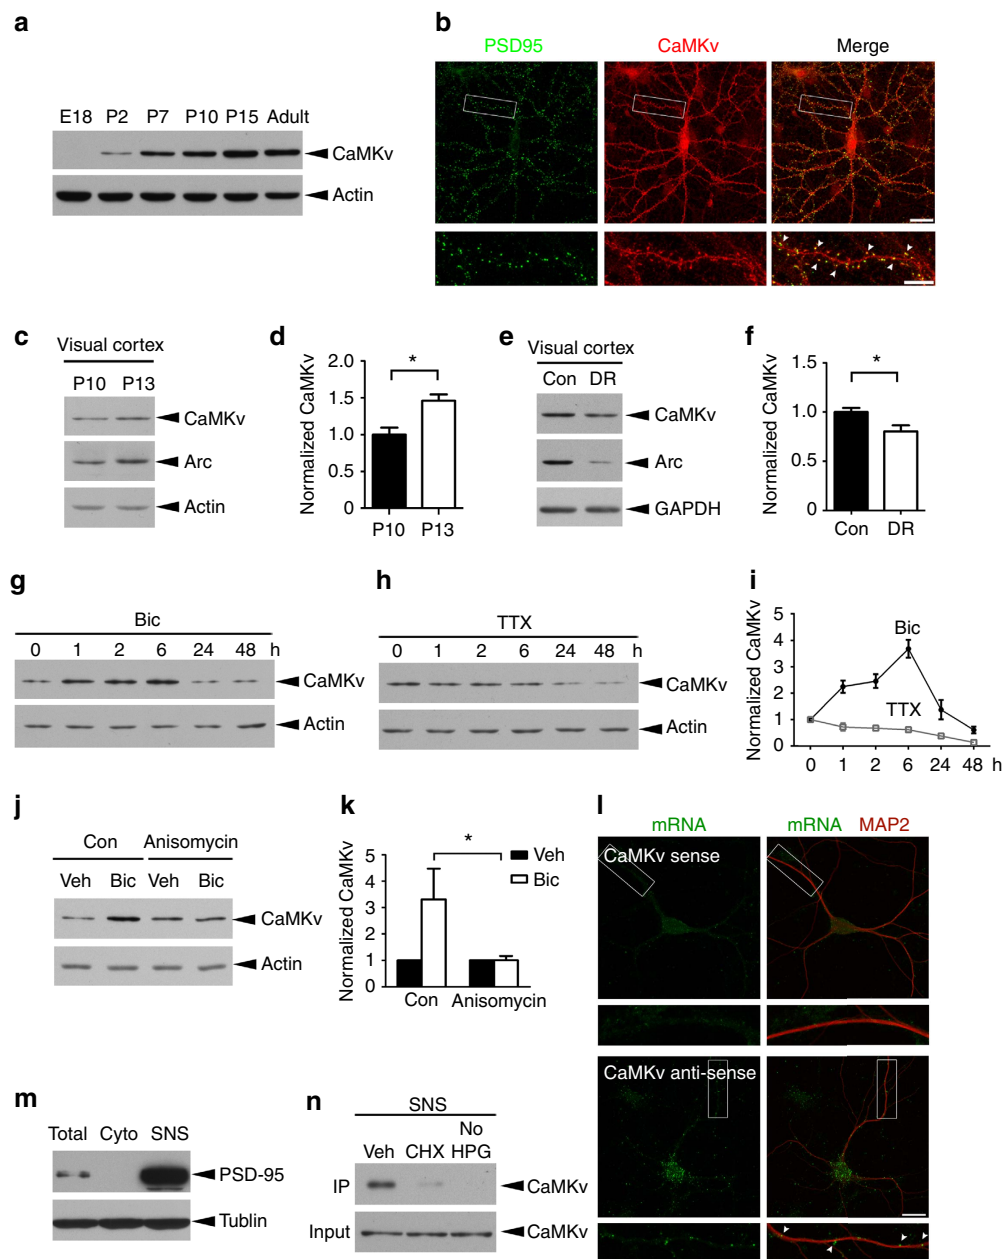 a
E18 P2 P7 P10 P15 Adult
CaMKv
Actin
b
PSD95 CaMKv Merge
c
Visual cortex
P10 P13
CaMKv
Arc
Actin
d
Normalized CaMKv
2.0
1.5
1.0
0.5
0
*
P10 P13
e
Visual cortex
Con DR
CaMKv
Arc
GAPDH
f
Normalized CaMKv
1.5
1.0
0.5
0
*
Con DR
g
Bic
0 1 2 6 24 48 h
CaMKv
Actin
h
TTX
0 1 2 6 24 48 h
CaMKv
Actin
i
Normalized CaMKv
5
4
3
2
1
0
Bic
TTX
0 1 2 6 24 48 h
j
Con Anisomycin
Veh Bic Veh Bic
CaMKv
Actin
k
Normalized CaMKv
5
4
3
2
1
0
*
Veh
Bic
Con Anisomycin
l
mRNA mRNA MAP2
CaMKv sense
CaMKv anti-sense
m
Total Cyto SNS
PSD-95
Tublin
n
SNS
Veh CHX No HPG
IP CaMKv
Input CaMKv